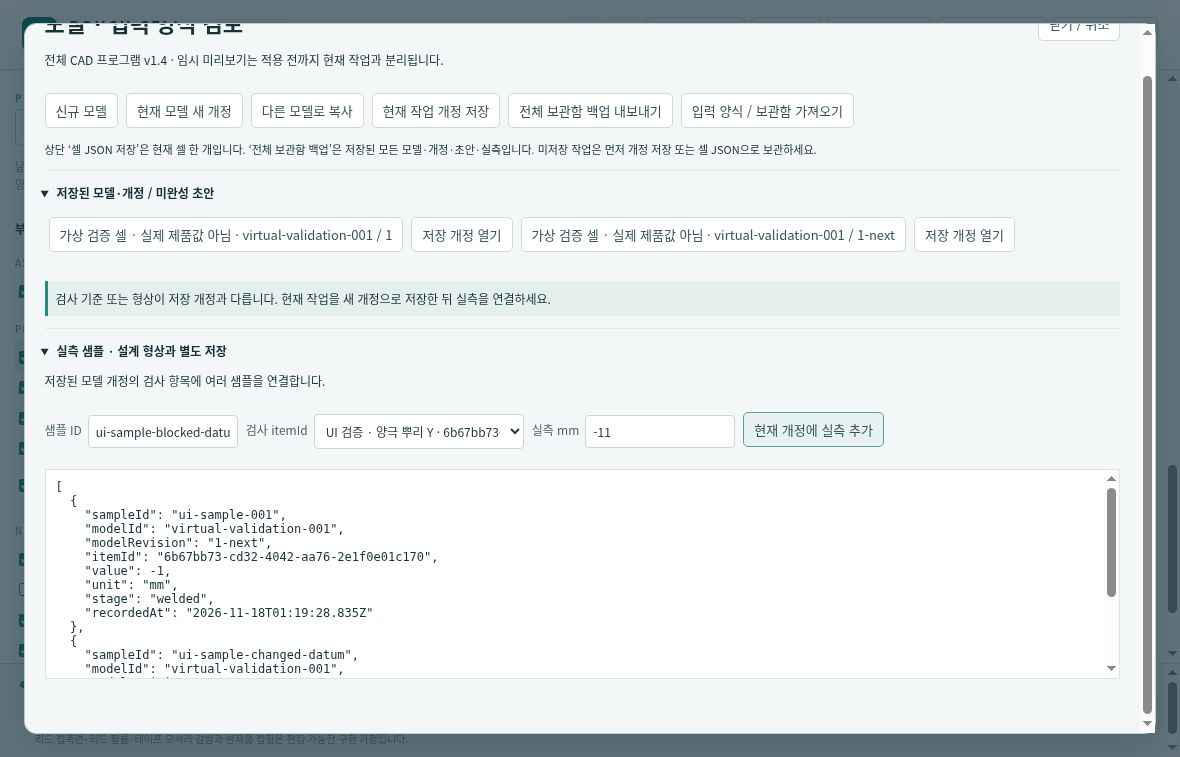 닫기 / 취소
전체 CAD 프로그램 v1.4 · 임시 미리보기는 적용 전까지 현재 작업과 분리됩니다.
신규 모델 현재 모델 새 개정 다른 모델로 복사 현재 작업 개정 저장 전체 보관함 백업 내보내기 입력 양식 / 보관함 가져오기
상단 ‘셀 JSON 저장’은 현재 셀 한 개입니다. ‘전체 보관함 백업’은 저장된 모든 모델·개정·초안·실측입니다. 미저장 작업은 먼저 개정 저장 또는 셀 JSON으로 보관하세요.
▼ 저장된 모델·개정 / 미완성 초안
가상 검증 셀 · 실제 제품값 아님 · virtual-validation-001 / 1 저장 개정 열기 가상 검증 셀 · 실제 제품값 아님 · virtual-validation-001 / 1-next 저장 개정 열기
검사 기준 또는 형상이 저장 개정과 다릅니다. 현재 작업을 새 개정으로 저장한 뒤 실측을 연결하세요.
▼ 실측 샘플 · 설계 형상과 별도 저장
저장된 모델 개정의 검사 항목에 여러 샘플을 연결합니다.
샘플 ID ui-sample-blocked-datu 검사 itemId UI 검증 · 양극 뿌리 Y · 6b67bb73 실측 mm -11 현재 개정에 실측 추가
[
{
"sampleId": "ui-sample-001",
"modelId": "virtual-validation-001",
"modelRevision": "1-next",
"itemId": "6b67bb73-cd32-4042-aa76-2e1f0e01c170",
"value": -1,
"unit": "mm",
"stage": "welded",
"recordedAt": "2026-11-18T01:19:28.835Z"
},
{
"sampleId": "ui-sample-changed-datum",
"modelId": "virtual-validation-001",